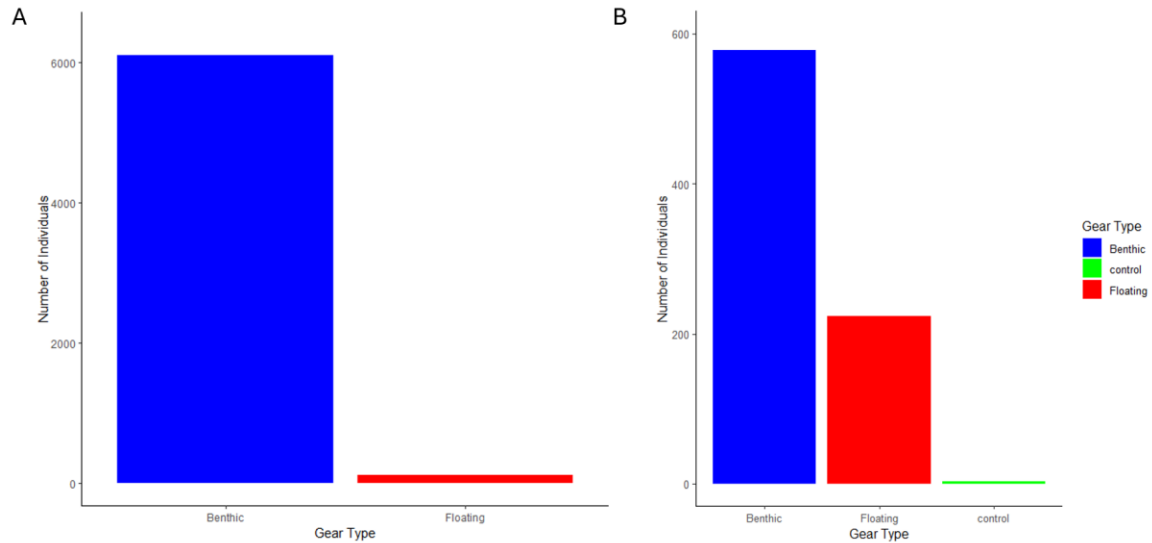 A
Number of Individuals
6000
4000
2000
0
Benthic
Floating
Gear Type
B
Number of Individuals
600
400
200
0
Benthic
Floating
control
Gear Type
Gear Type
Benthic
control
Floating